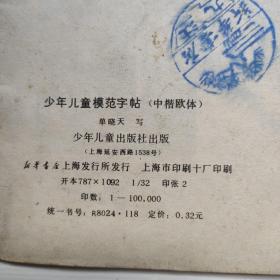 少年儿童模范字帖（中楷欧体）
单晓天 写
少年儿童出版社出版
（上海延安西路1538号）
新华书店上海发行所发行 上海市印刷十厂印刷
开本787×1092 1/32 印张2
印数：1—100,000
统一书号：R8024·118 定价：0.32元